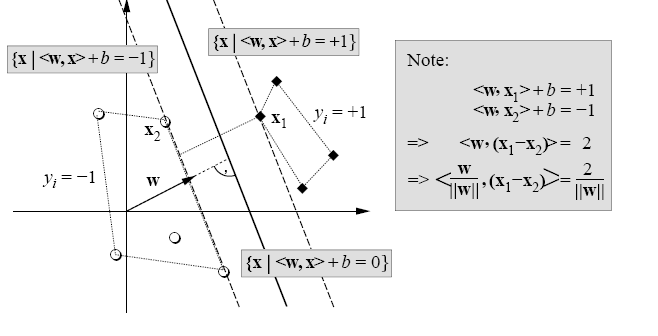 {x | <w, x> + b = +1}
{x | <w, x> + b = −1}
Note:
<w, x₁> + b = +1
<w, x₂> + b = −1
=> <w, (x₁−x₂)> = 2
=> <w/||w||, (x₁−x₂)> = 2/||w||
x₁
yᵢ = +1
x₂
yᵢ = −1
w
{x | <w, x> + b = 0}